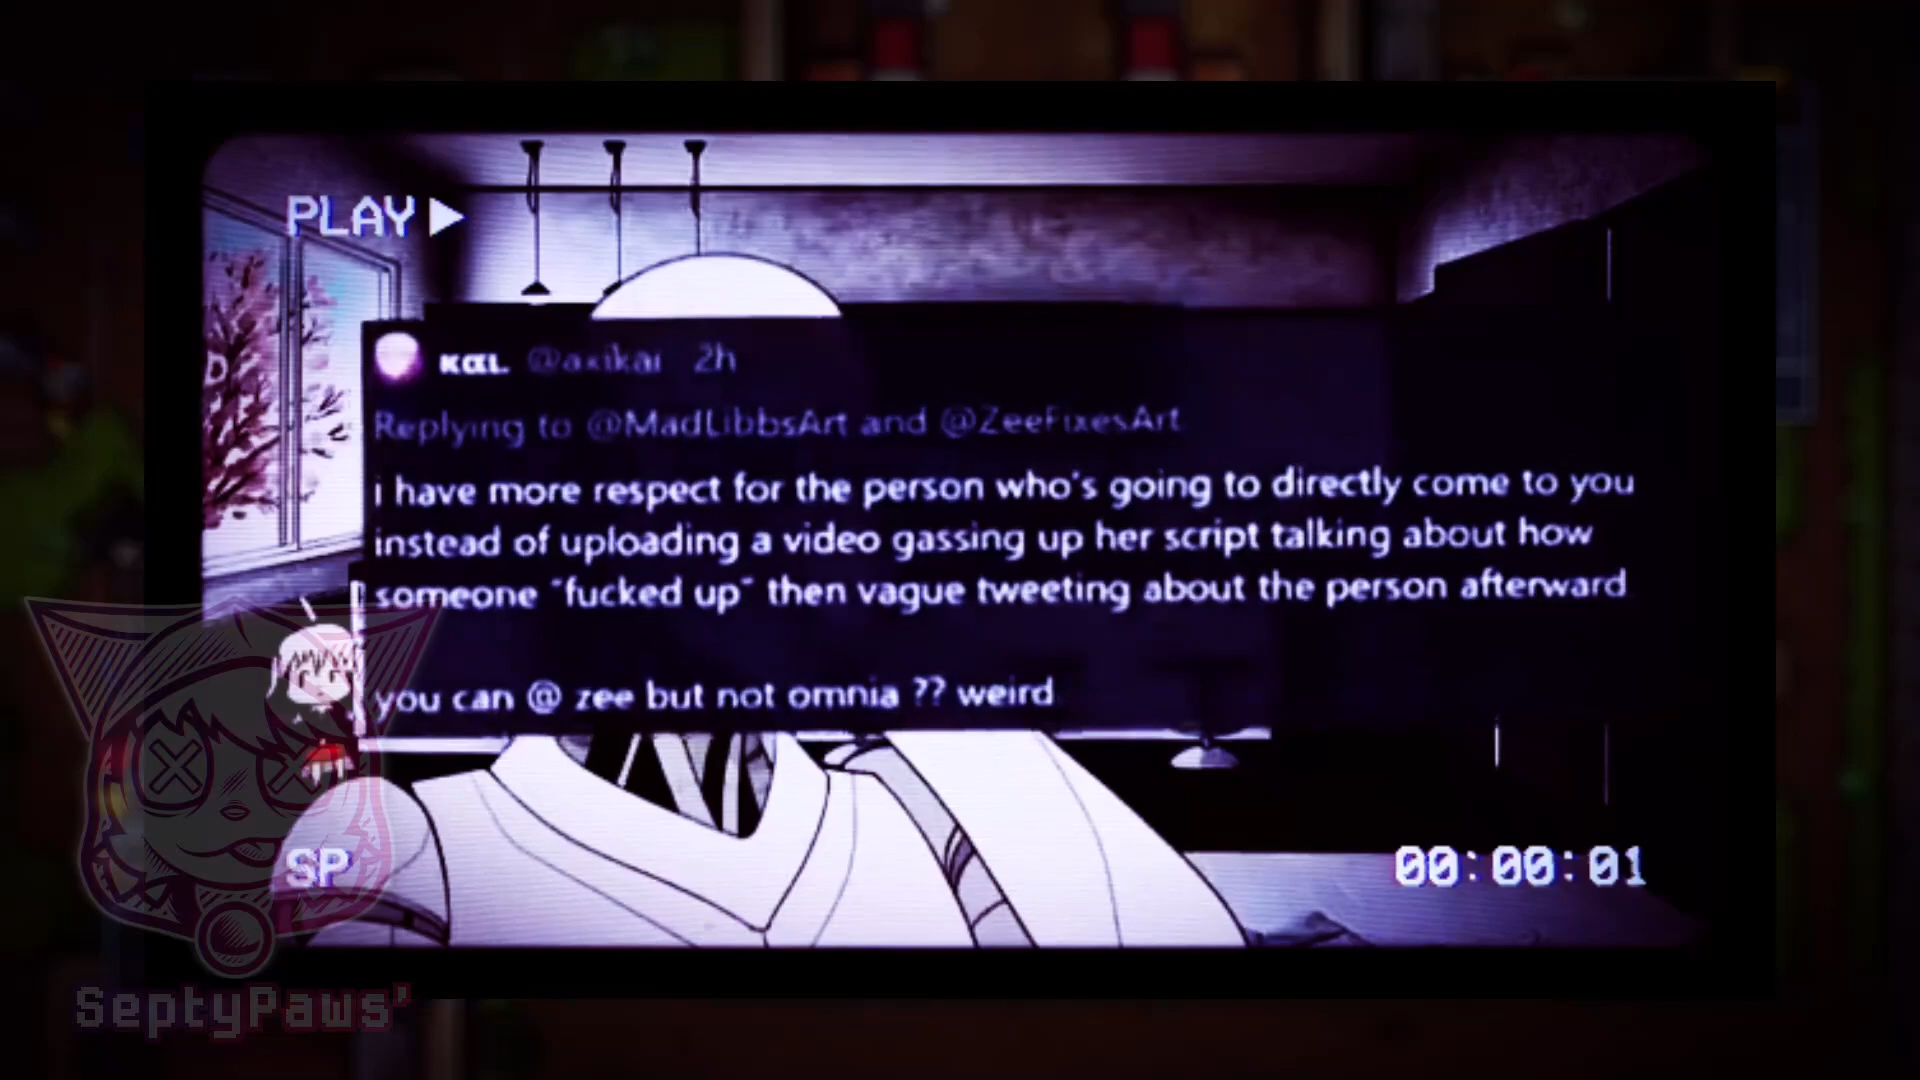 PLAY
KαL @axikai 2h
Replying to @MadLibbsArt and @ZeeFixesArt
i have more respect for the person who's going to directly come to you
instead of uploading a video gassing up her script talking about how
someone "fucked up" then vague tweeting about the person afterward
you can @ zee but not omnia ?? weird
SP
00:00:01
SeptyPaws'